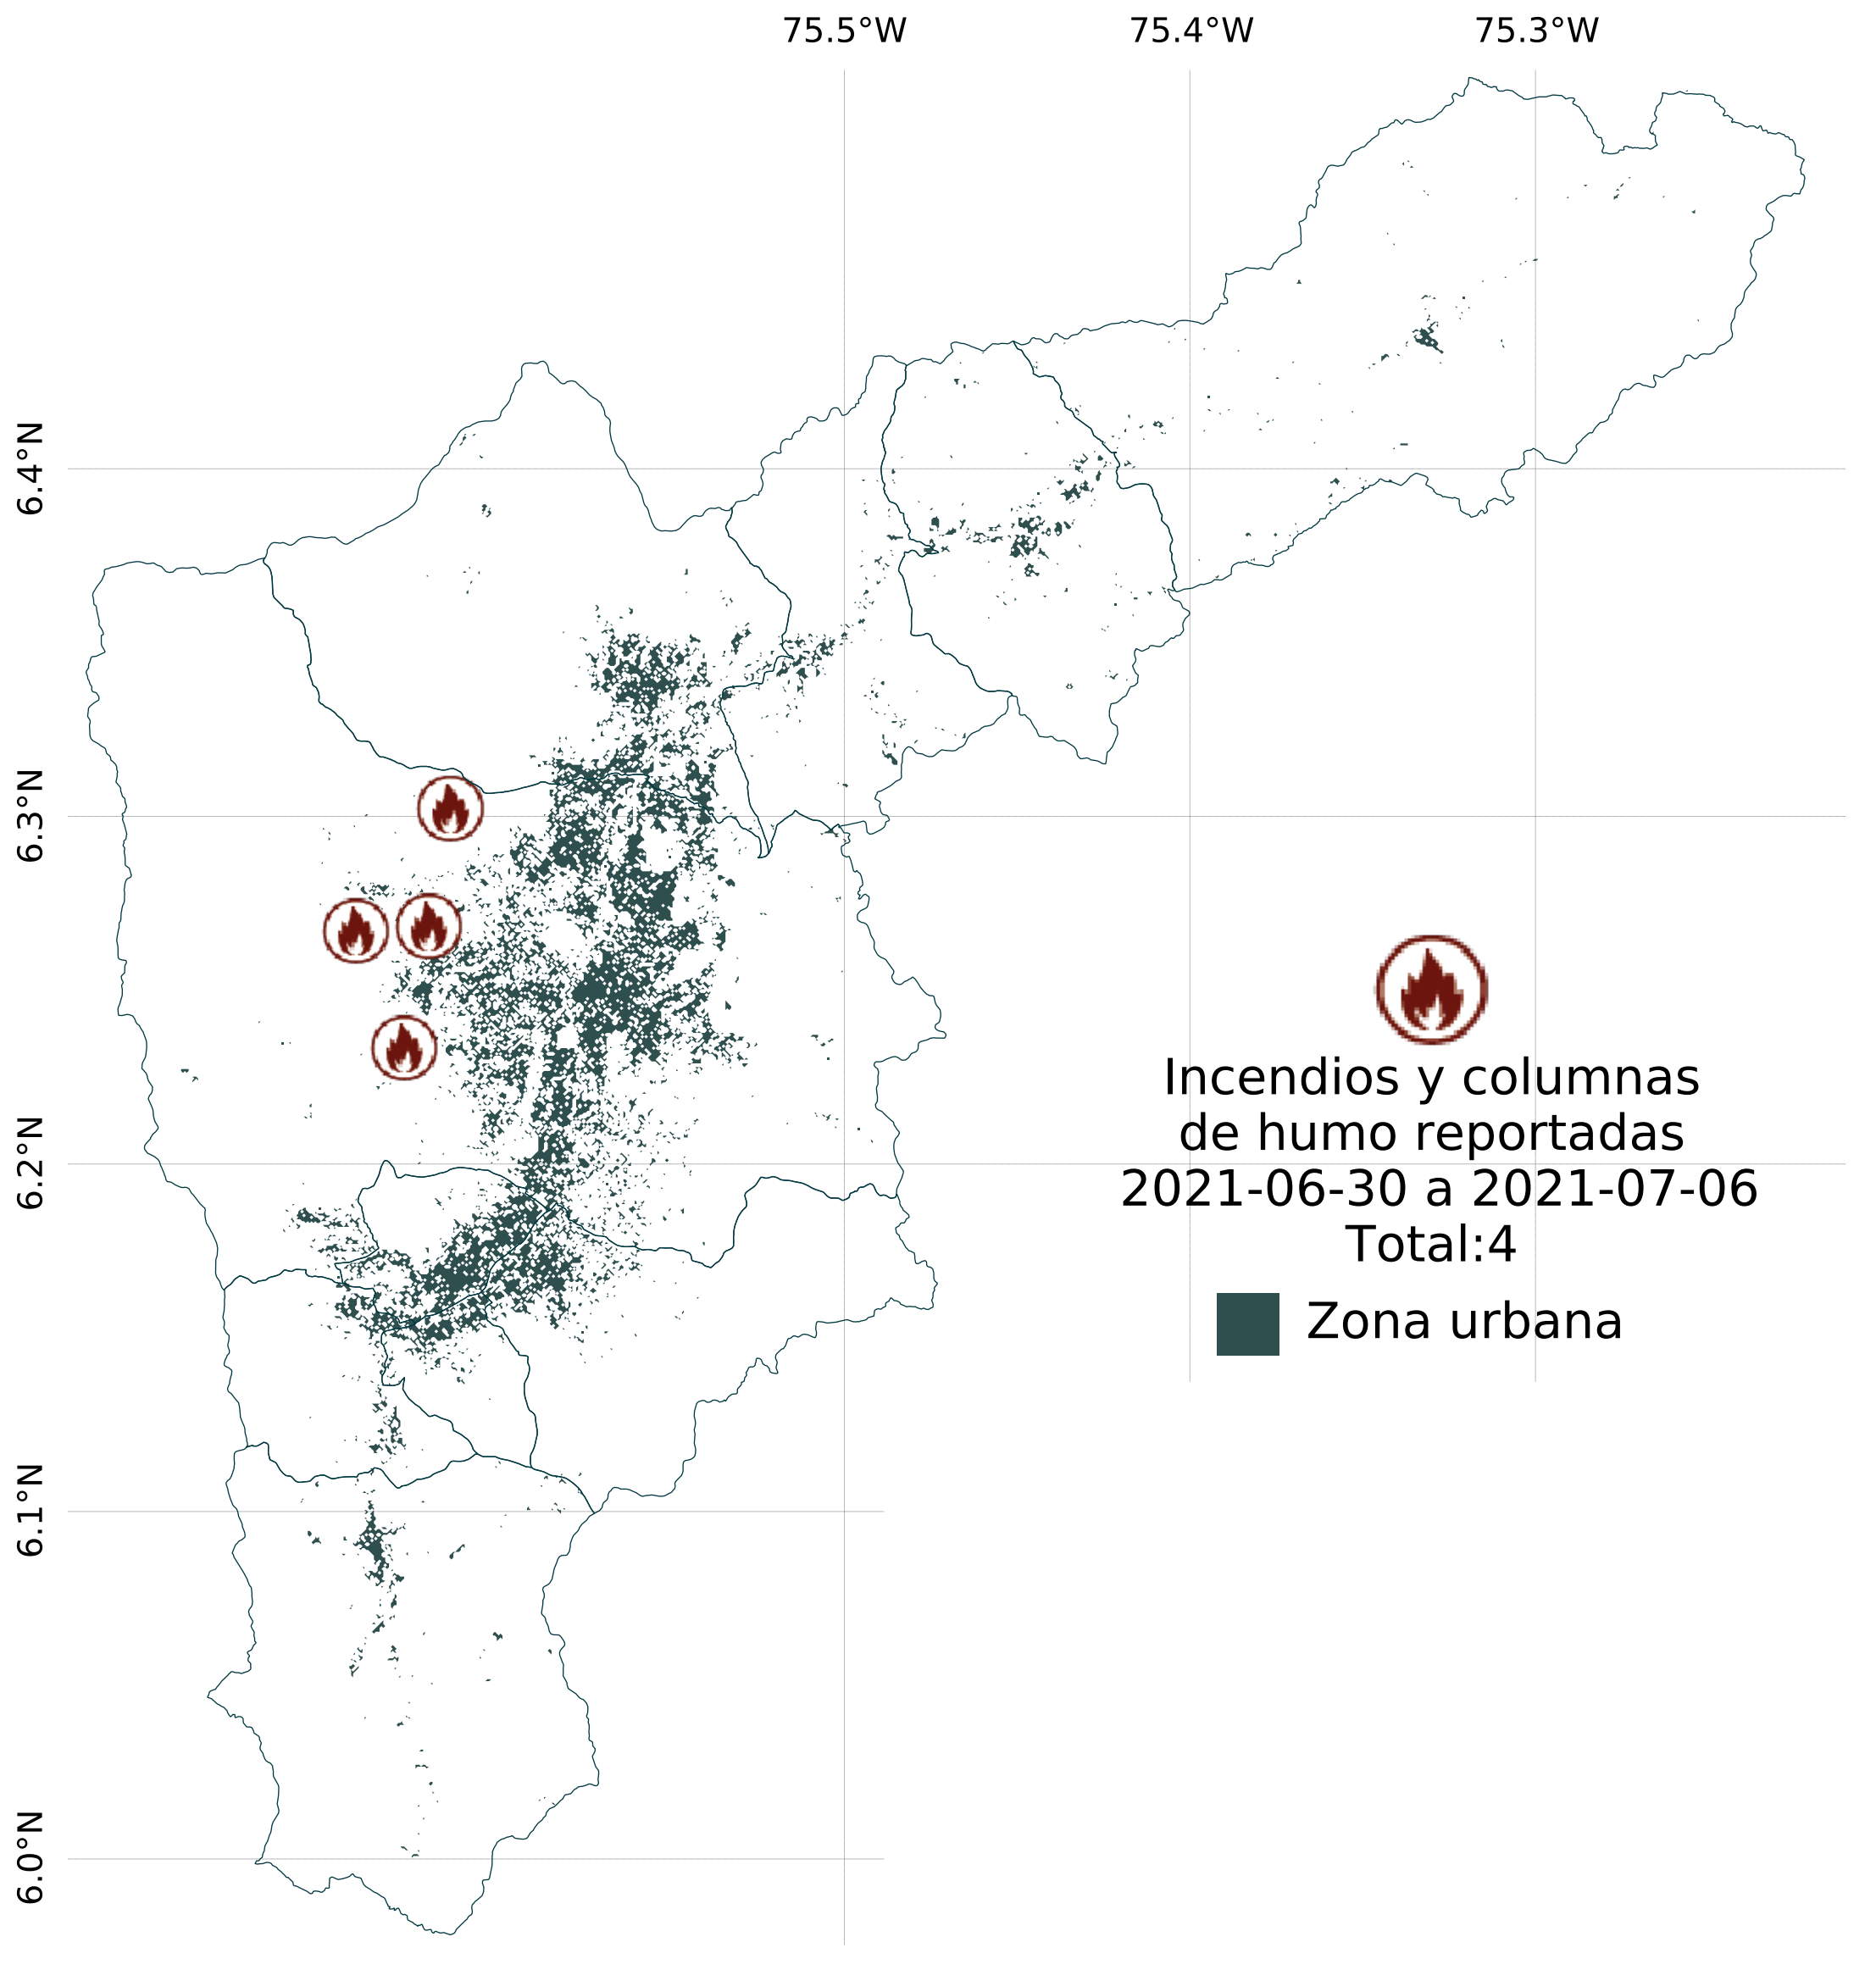 75.5°W 75.4°W 75.3°W
6.4°N
6.3°N
6.2°N
6.1°N
6.0°N
Incendios y columnas
de humo reportadas
2021-06-30 a 2021-07-06
Total:4
Zona urbana